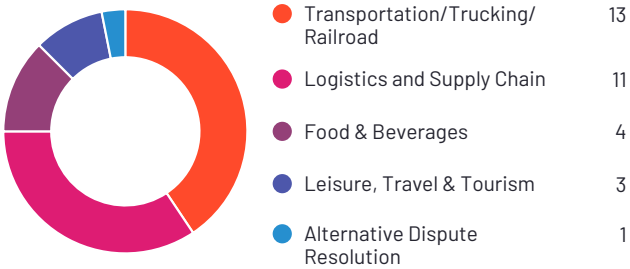 Transportation/Trucking/ 13
Railroad
Logistics and Supply Chain 11
Food & Beverages 4
Leisure, Travel & Tourism 3
Alternative Dispute 1
Resolution